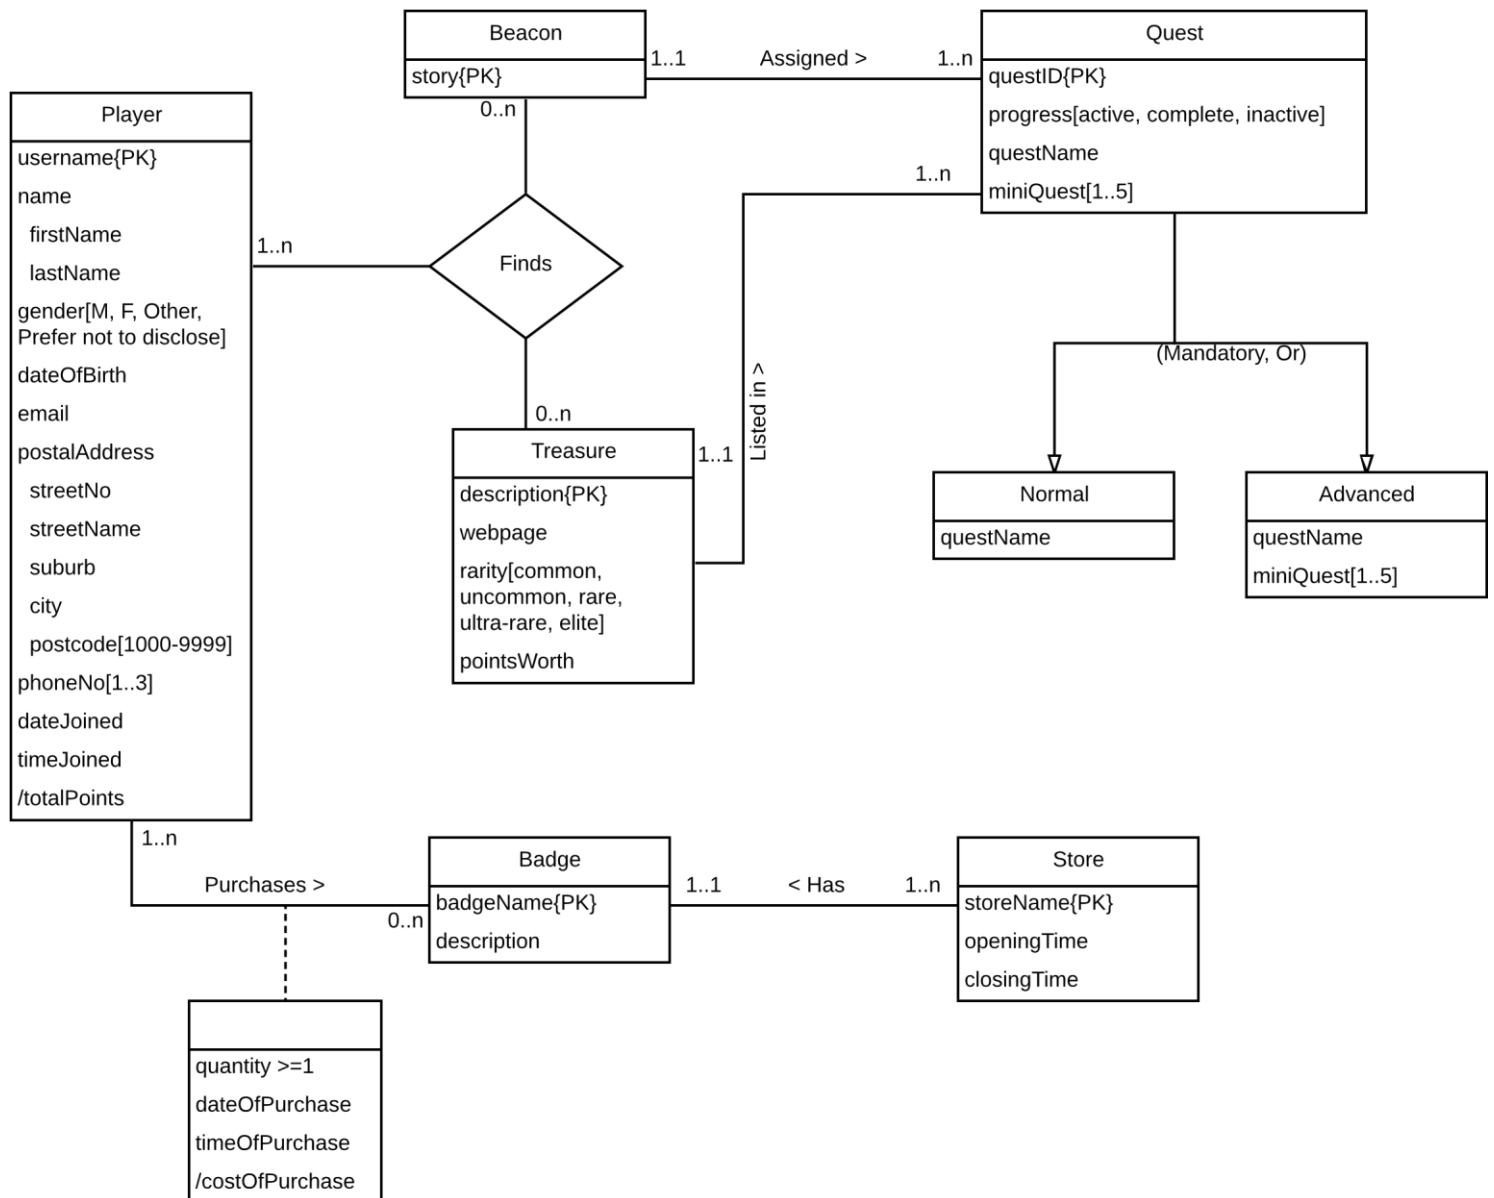 Beacon
story{PK}
1..1
Assigned >
1..n
Quest
questID{PK}
progress[active, complete, inactive]
questName
miniQuest[1..5]
Player
username{PK}
name
firstName
lastName
gender[M, F, Other,
Prefer not to disclose]
dateOfBirth
email
postalAddress
streetNo
streetName
suburb
city
postcode[1000-9999]
phoneNo[1..3]
dateJoined
timeJoined
/totalPoints
0..n
1..n
Finds
0..n
1..n
Listed in >
1..1
Treasure
description{PK}
webpage
rarity[common,
uncommon, rare,
ultra-rare, elite]
pointsWorth
(Mandatory, Or)
Normal
questName
Advanced
questName
miniQuest[1..5]
1..n
Purchases >
0..n
Badge
badgeName{PK}
description
1..1
< Has
1..n
Store
storeName{PK}
openingTime
closingTime
quantity >=1
dateOfPurchase
timeOfPurchase
/costOfPurchase